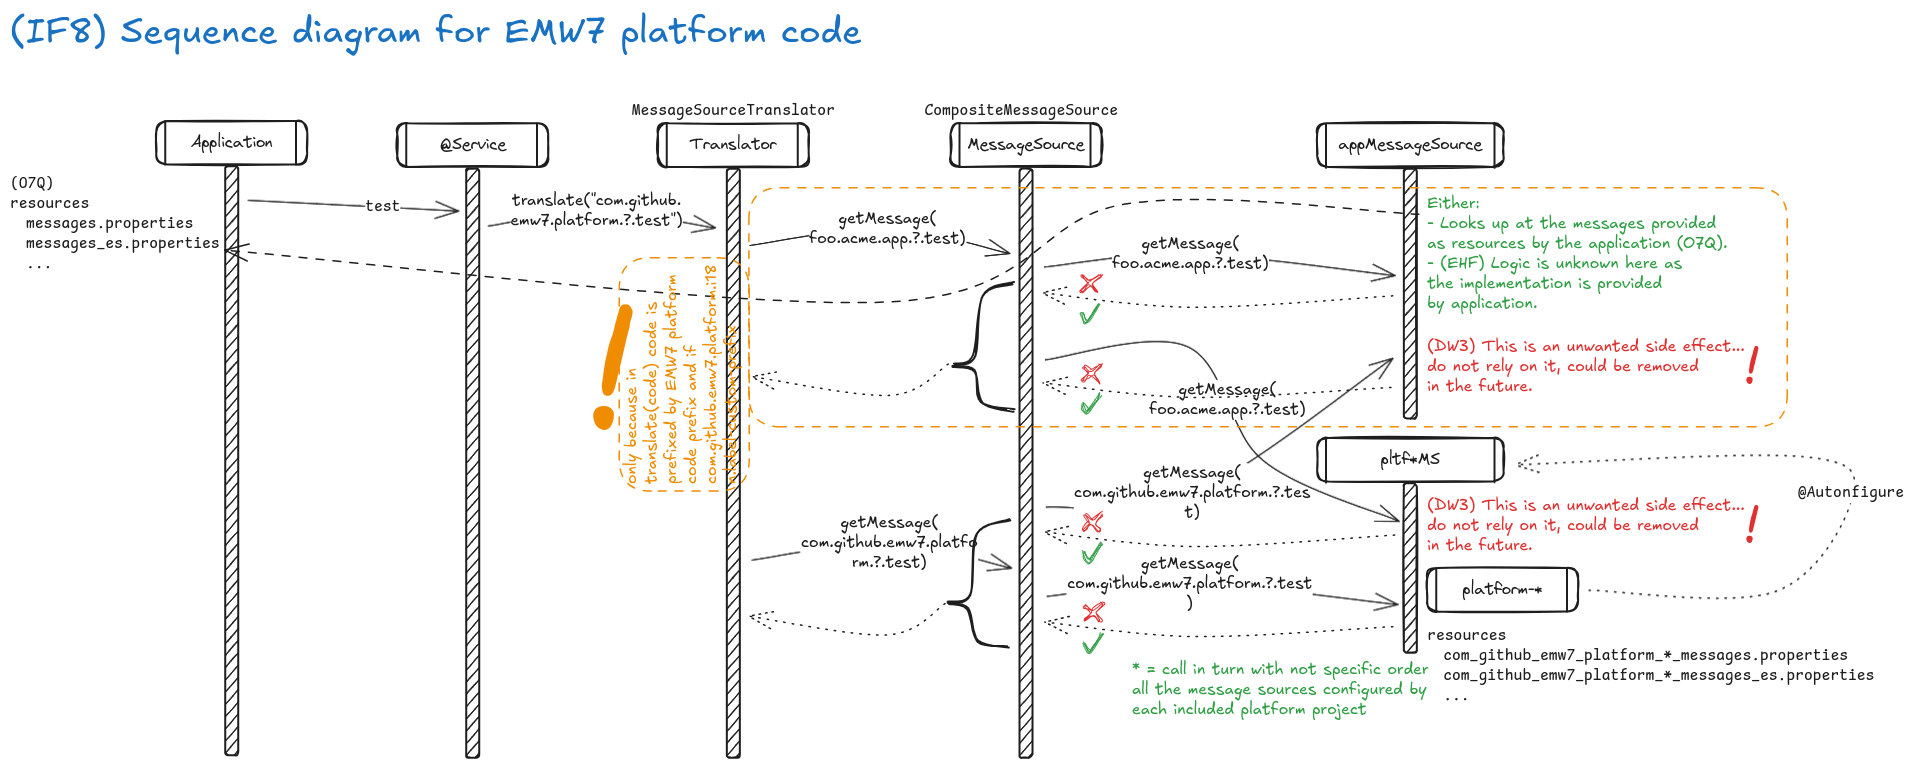 (IF8) Sequence diagram for EMW7 platform code
MessageSourceTranslator
CompositeMessageSource
Application
@Service
Translator
MessageSource
appMessageSource
(O7Q)
resources
messages.properties
messages_es.properties
...
test
translate("com.github.
emw7.platform.?.test")
getMessage(
foo.acme.app.?.test)
getMessage(
foo.acme.app.?.test)
Either:
- Looks up at the messages provided
as resources by the application (O7Q).
- (EHF) Logic is unknown here as
the implementation is provided
by application.
(DW3) This is an unwanted side effect...
do not rely on it, could be removed
in the future.
!
!
only because in
translate(code) code is
prefixed by EMW7 platform
code prefix and if
com.github.emw7.platform.i18
n.label.custom-prefix
getMessage(
foo.acme.app.?.test)
pltf*MS
getMessage(
com.github.emw7.platform.?.tes
t)
@Autonfigure
(DW3) This is an unwanted side effect...
do not rely on it, could be removed
in the future.
!
getMessage(
com.github.emw7.platfo
rm.?.test)
getMessage(
com.github.emw7.platform.?.test
)
platform-*
resources
com_github_emw7_platform_*_messages.properties
com_github_emw7_platform_*_messages_es.properties
...
* = call in turn with not specific order
all the message sources configured by
each included platform project